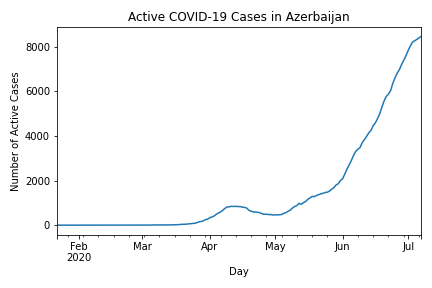 Active COVID-19 Cases in Azerbaijan
8000
6000
4000
2000
0
Number of Active Cases
Feb
2020
Mar
Apr
May
Jun
Jul
Day